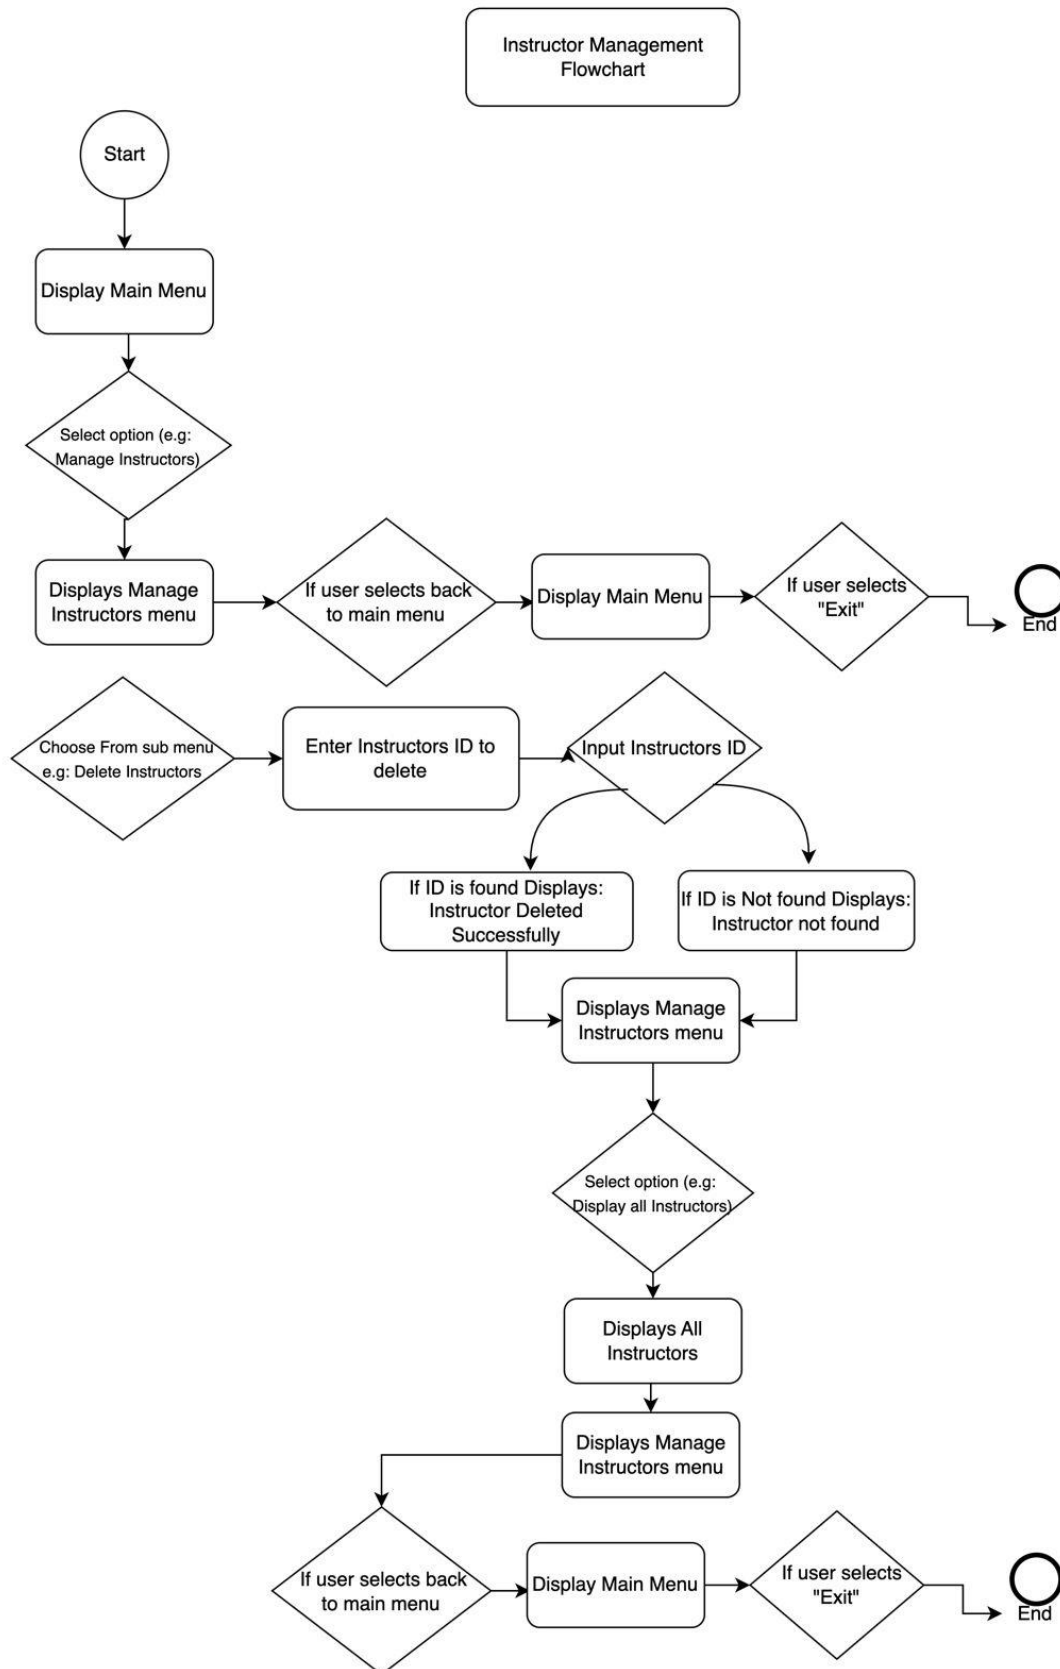 Instructor Management
Flowchart
Start
Display Main Menu
Select option (e.g:
Manage Instructors)
Displays Manage
Instructors menu
If user selects back
to main menu
Display Main Menu
If user selects
"Exit"
End
Choose From sub menu
e.g: Delete Instructors
Enter Instructors ID to
delete
Input Instructors ID
If ID is found Displays:
Instructor Deleted
Successfully
If ID is Not found Displays:
Instructor not found
Displays Manage
Instructors menu
Select option (e.g:
Display all Instructors)
Displays All
Instructors
Displays Manage
Instructors menu
If user selects back
to main menu
Display Main Menu
If user selects
"Exit"
End